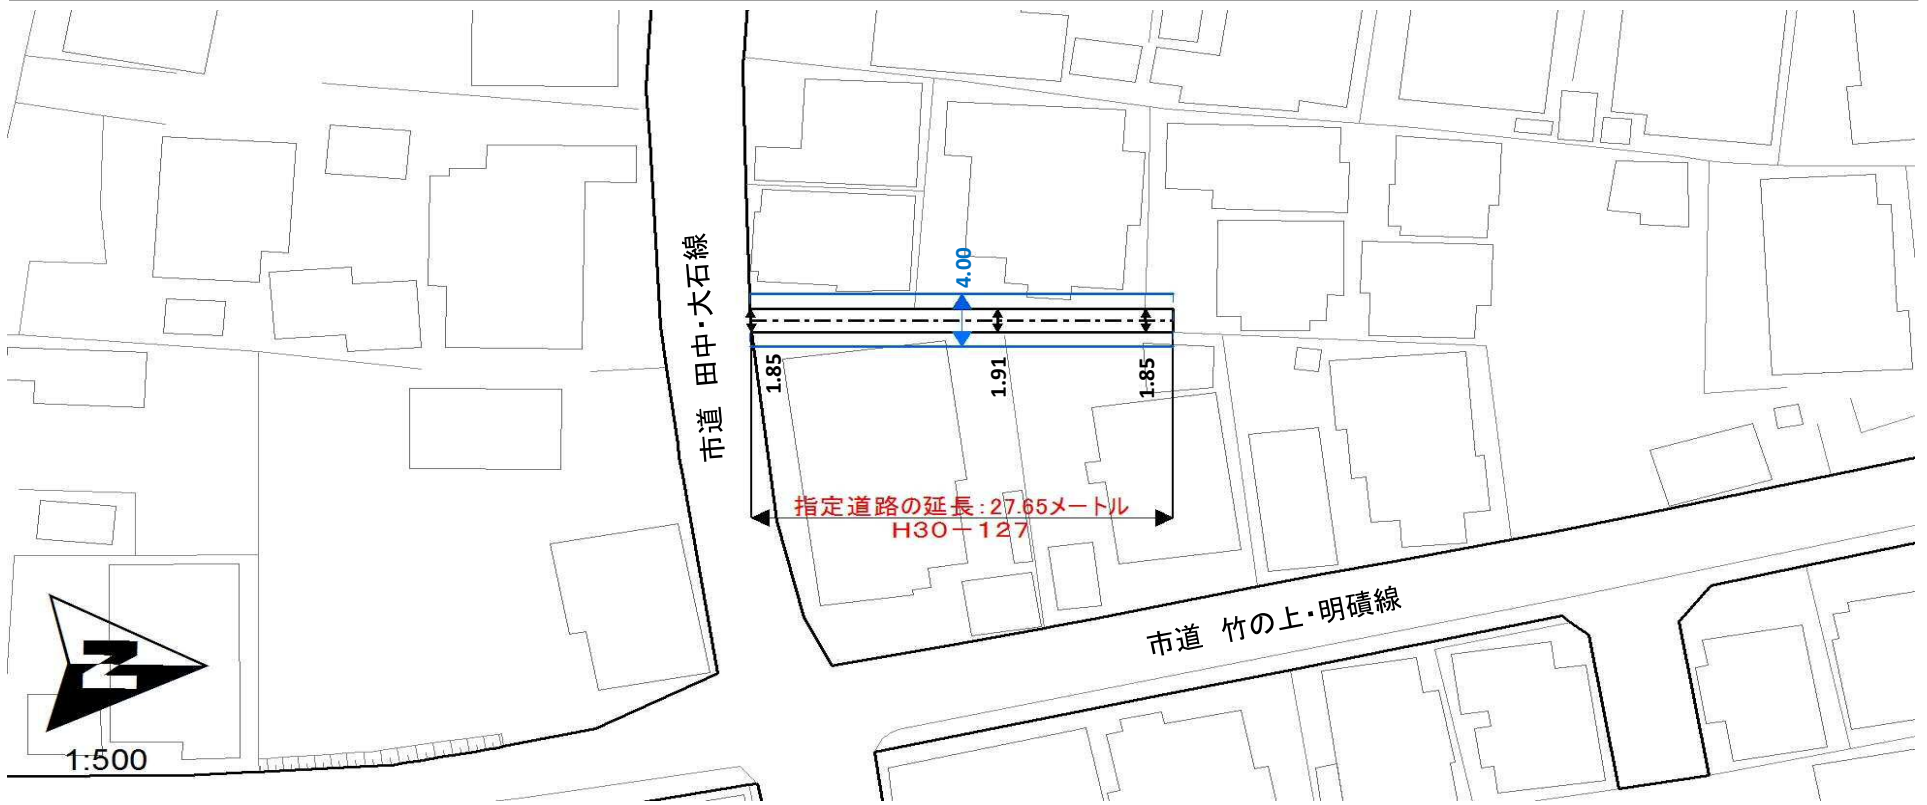 市道 田中・大石線
4.00
1.85
1.91
1.85
指定道路の延長：27.65メートル
H30－127
市道 竹の上・明磧線
N
1:500